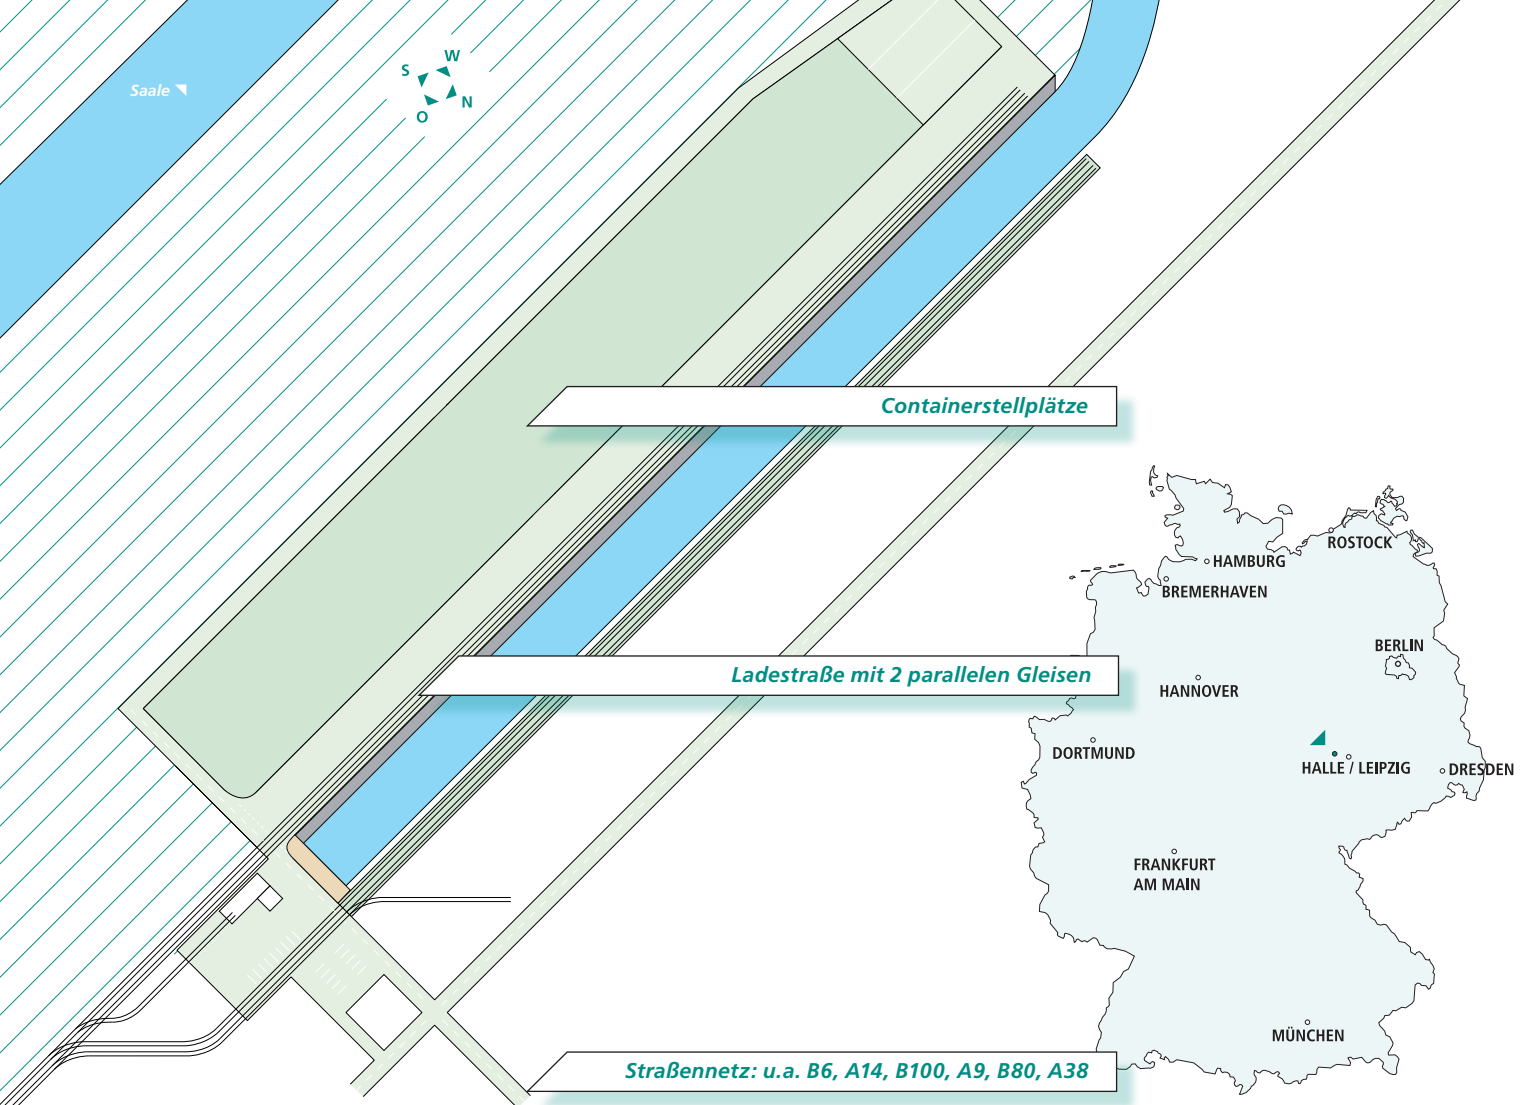 W
S
Saale
N
O
Containerstellplätze
ROSTOCK
HAMBURG
BREMERHAVEN
BERLIN
Ladestraße mit 2 parallelen Gleisen
HANNOVER
DORTMUND
HALLE / LEIPZIG
DRESDEN
FRANKFURT
AM MAIN
MÜNCHEN
Straßennetz: u.a. B6, A14, B100, A9, B80, A38